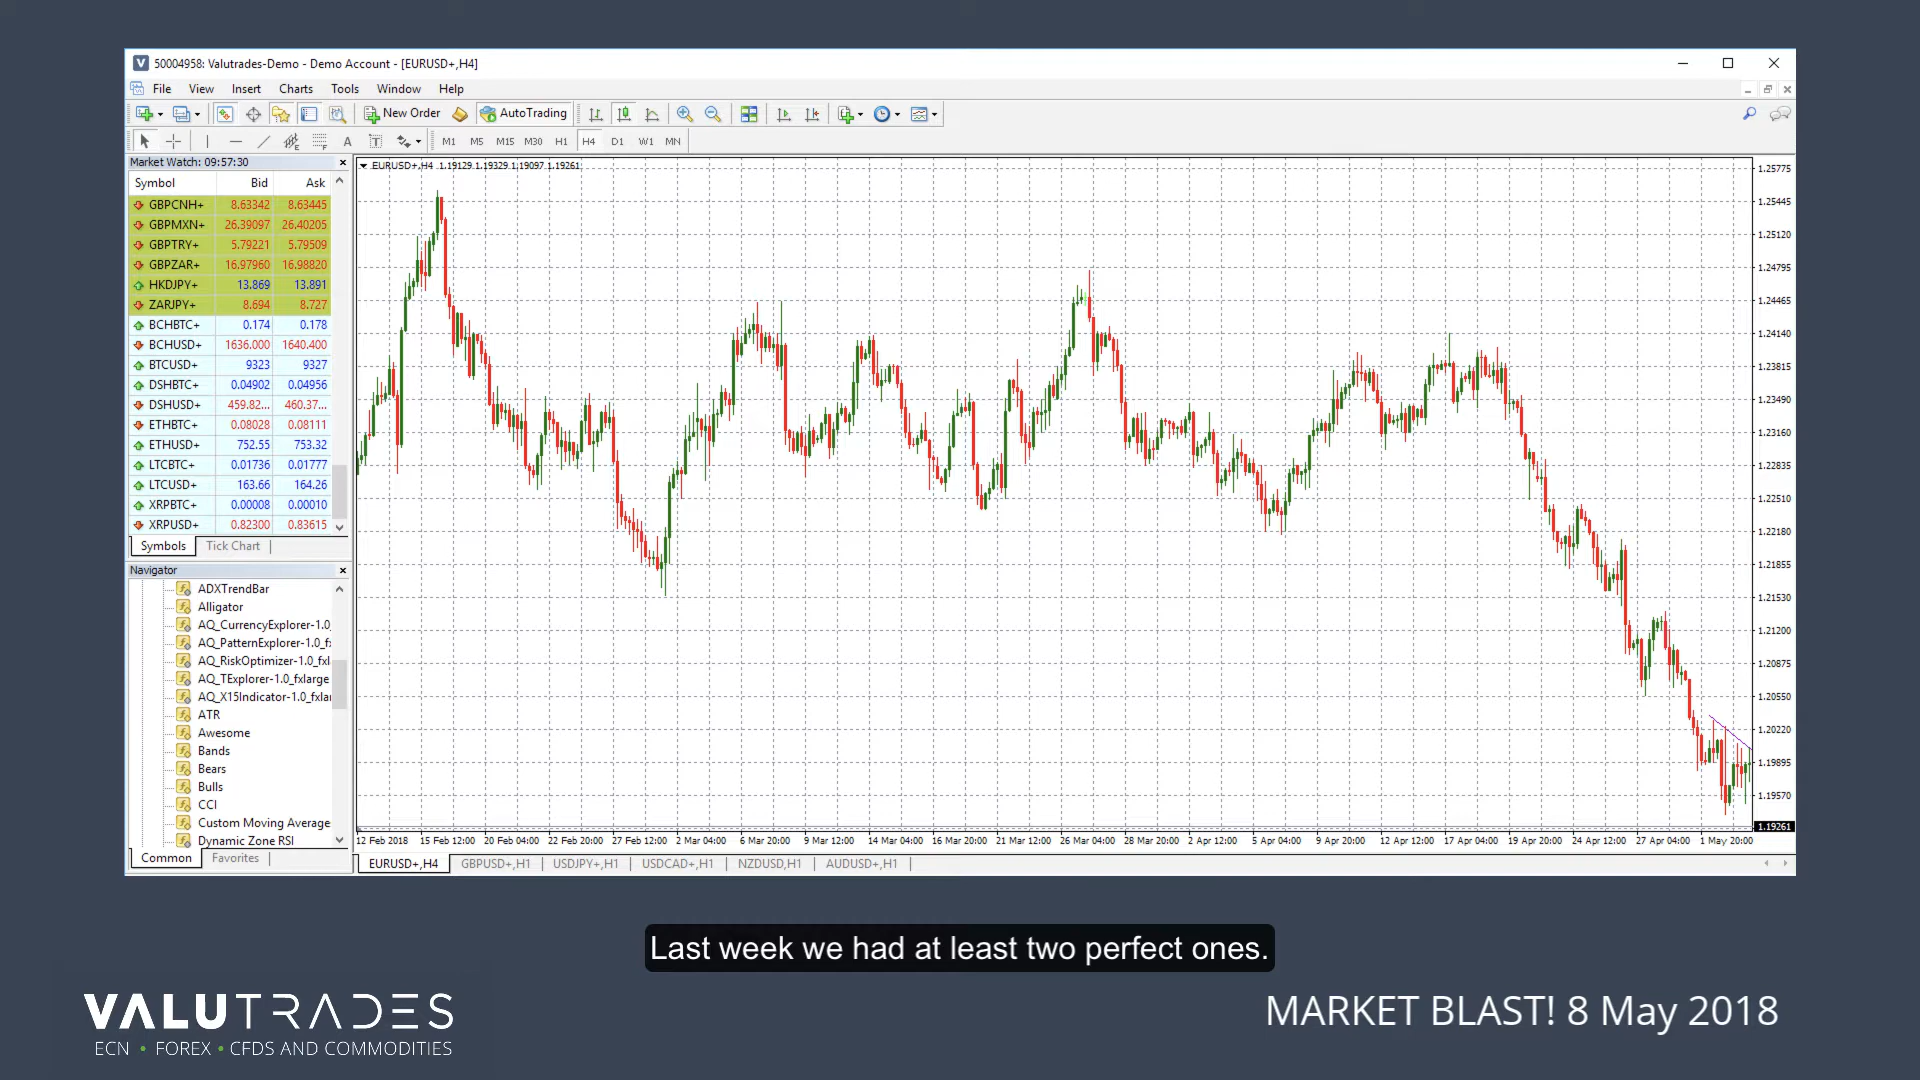 50004958: Valutrades-Demo - Demo Account - [EURUSD+,H4]
File View Insert Charts Tools Window Help
New Order AutoTrading
M1 M5 M15 M30 H1 H4 D1 W1 MN
Market Watch: 09:57:30
Symbol Bid Ask
GBPCNH+ 8.63342 8.63445
GBPMXN+ 26.39097 26.40205
GBPTRY+ 5.79221 5.79509
GBPZAR+ 16.97960 16.98820
HKDJPY+ 13.869 13.891
ZARJPY+ 8.694 8.727
BCHBTC+ 0.174 0.178
BCHUSD+ 1636.000 1640.400
BTCUSD+ 9323 9327
DSHBTC+ 0.04902 0.04956
DSHUSD+ 459.82... 460.37...
ETHBTC+ 0.08028 0.08111
ETHUSD+ 752.55 753.32
LTCBTC+ 0.01736 0.01777
LTCUSD+ 163.66 164.26
XRPBTC+ 0.00008 0.00010
XRPUSD+ 0.82300 0.83615
Symbols Tick Chart
Navigator
ADXTrendBar
Alligator
AQ_CurrencyExplorer-1.0_
AQ_PatternExplorer-1.0_fx
AQ_RiskOptimizer-1.0_fxl
AQ_TExplorer-1.0_fxlarge
AQ_X15Indicator-1.0_fxlar
ATR
Awesome
Bands
Bears
Bulls
CCI
Custom Moving Average
Dynamic Zone RSI
Common Favorites
EURUSD+,H4 1.19129 1.19329 1.19097 1.19261
1.25775
1.25445
1.25120
1.24795
1.24465
1.24140
1.23815
1.23490
1.23160
1.22835
1.22510
1.22180
1.21855
1.21530
1.21200
1.20875
1.20550
1.20220
1.19895
1.19570
1.19261
12 Feb 2018 15 Feb 12:00 20 Feb 04:00 22 Feb 20:00 27 Feb 12:00 2 Mar 04:00 6 Mar 20:00 9 Mar 12:00 14 Mar 04:00 16 Mar 20:00 21 Mar 12:00 26 Mar 04:00 28 Mar 20:00 2 Apr 12:00 5 Apr 04:00 9 Apr 20:00 12 Apr 12:00 17 Apr 04:00 19 Apr 20:00 24 Apr 12:00 27 Apr 04:00 1 May 20:00
EURUSD+,H4 GBPUSD+,H1 USDJPY+,H1 USDCAD+,H1 NZDUSD,H1 AUDUSD+,H1
Last week we had at least two perfect ones.
VALUTRADES
ECN • FOREX • CFDS AND COMMODITIES
MARKET BLAST! 8 May 2018